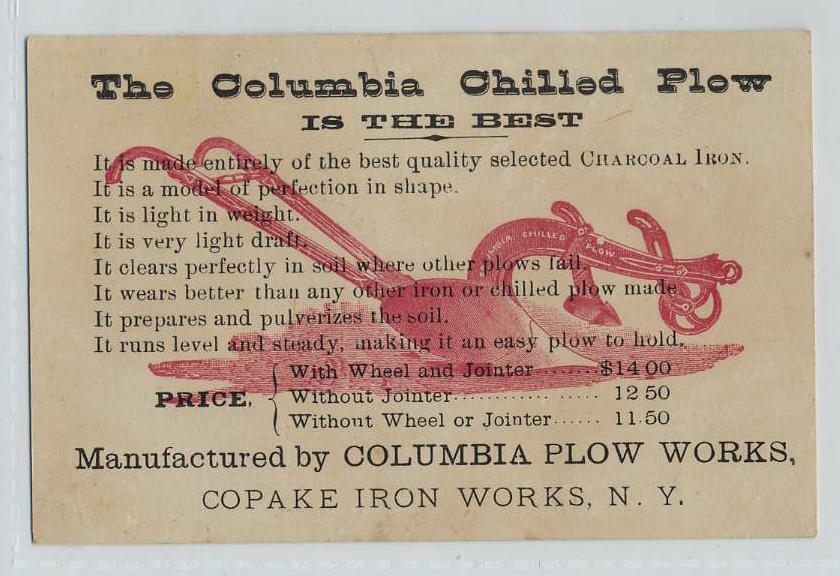 The Columbia Chilled Plow
IS THE BEST
It is made entirely of the best quality selected CHARCOAL IRON.
It is a model of perfection in shape.
It is light in weight.
It is very light draft.
It clears perfectly in soil where other plows fail.
It wears better than any other iron or chilled plow made
It prepares and pulverizes the soil.
It runs level and steady, making it an easy plow to hold.
CHILLED PLOW
PRICE,
With Wheel and Jointer.......$14 00
Without Jointer................ 12 50
Without Wheel or Jointer...... 11.50
Manufactured by COLUMBIA PLOW WORKS,
COPAKE IRON WORKS, N. Y.